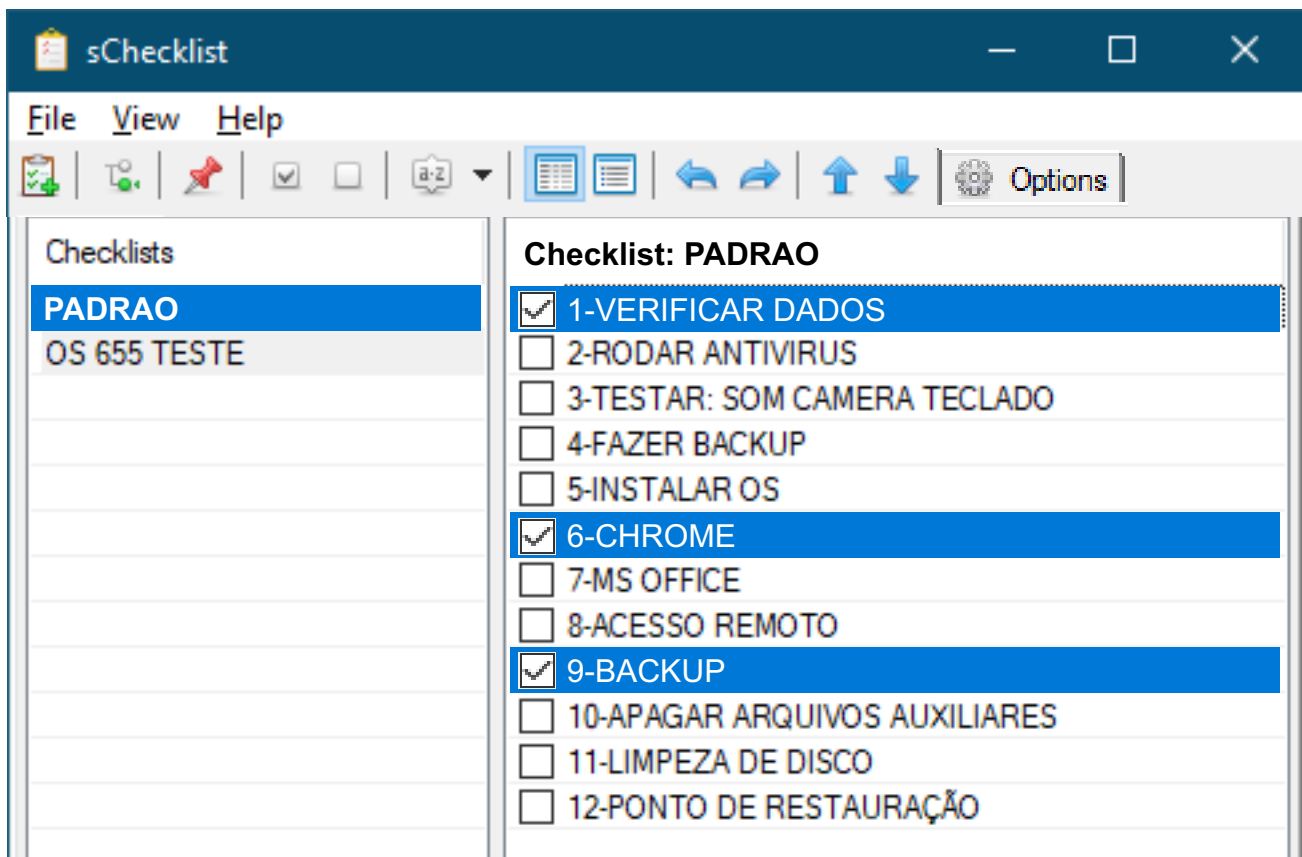 sChecklist
File View Help
a-z Options
Checklists
PADRAO
OS 655 TESTE
Checklist: PADRAO
1-VERIFICAR DADOS
2-RODAR ANTIVIRUS
3-TESTAR: SOM CAMERA TECLADO
4-FAZER BACKUP
5-INSTALAR OS
6-CHROME
7-MS OFFICE
8-ACESSO REMOTO
9-BACKUP
10-APAGAR ARQUIVOS AUXILIARES
11-LIMPEZA DE DISCO
12-PONTO DE RESTAURAÇÃO